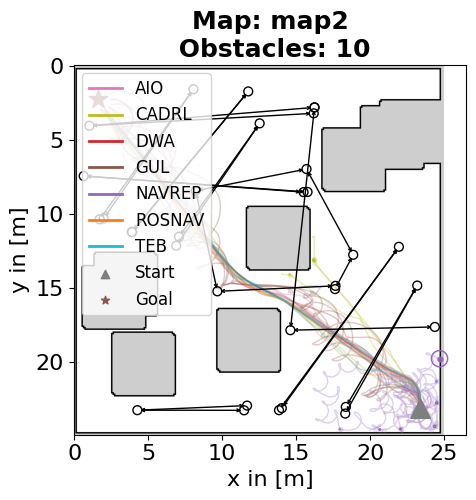 Map: map2
Obstacles: 10
AIO
CADRL
DWA
GUL
NAVREP
ROSNAV
TEB
Start
Goal
0
5
10
15
20
y in [m]
0 5 10 15 20 25
x in [m]